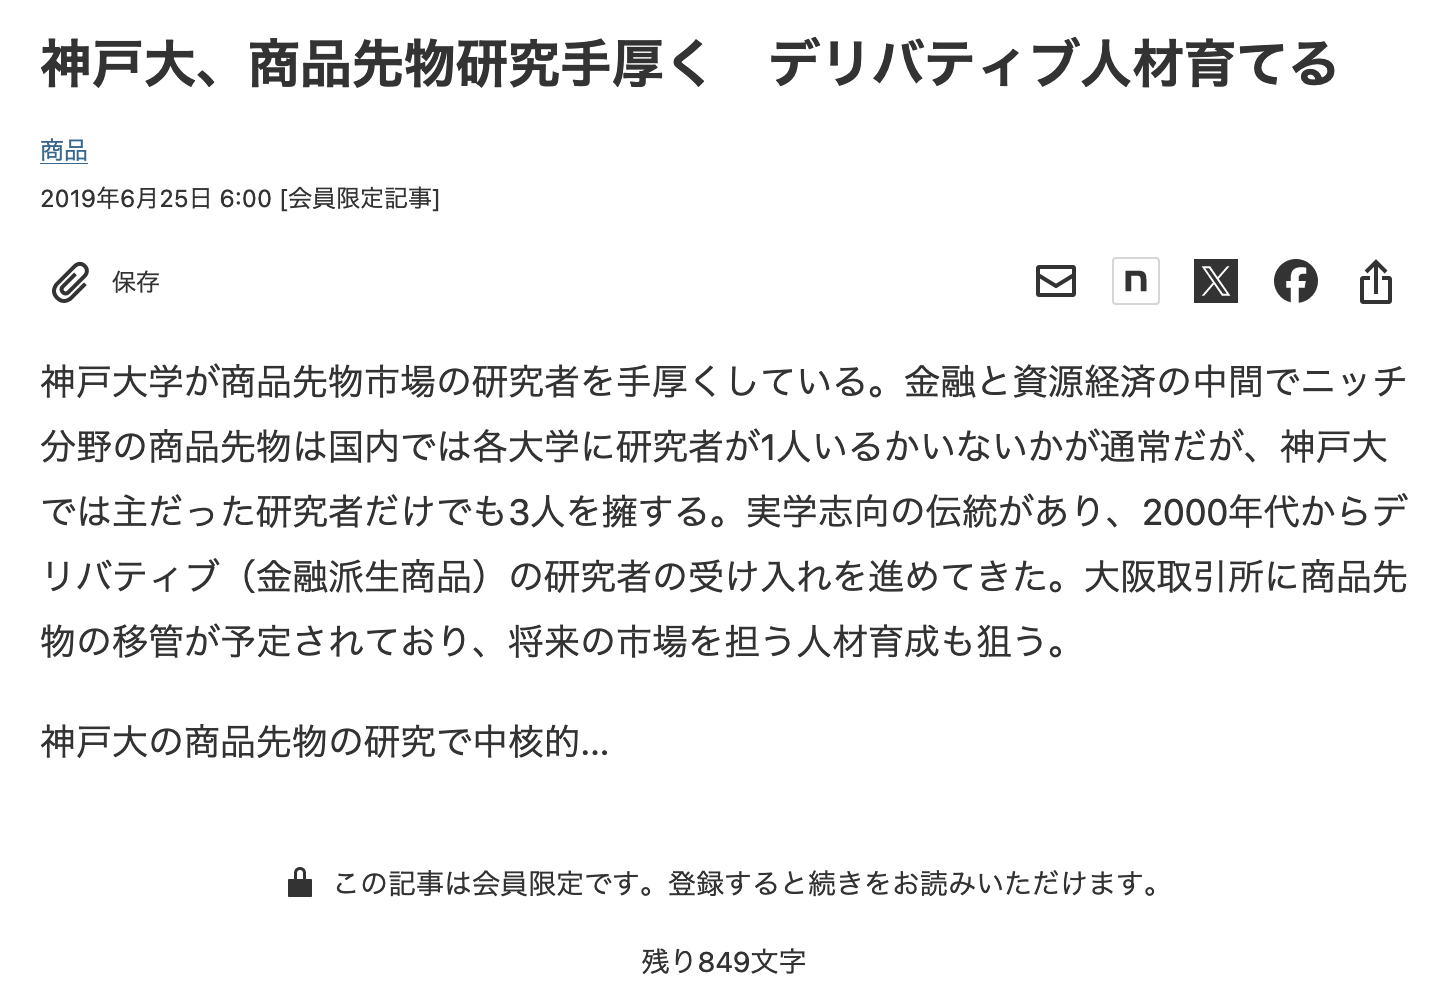 神戸大、商品先物研究手厚く　デリバティブ人材育てる
商品
2019年6月25日 6:00 [会員限定記事]
保存
n
神戸大学が商品先物市場の研究者を手厚くしている。金融と資源経済の中間でニッチ
分野の商品先物は国内では各大学に研究者が1人いるかいないかが通常だが、神戸大
では主だった研究者だけでも3人を擁する。実学志向の伝統があり、2000年代からデ
リバティブ（金融派生商品）の研究者の受け入れを進めてきた。大阪取引所に商品先
物の移管が予定されており、将来の市場を担う人材育成も狙う。
神戸大の商品先物の研究で中核的...
この記事は会員限定です。登録すると続きをお読みいただけます。
残り849文字